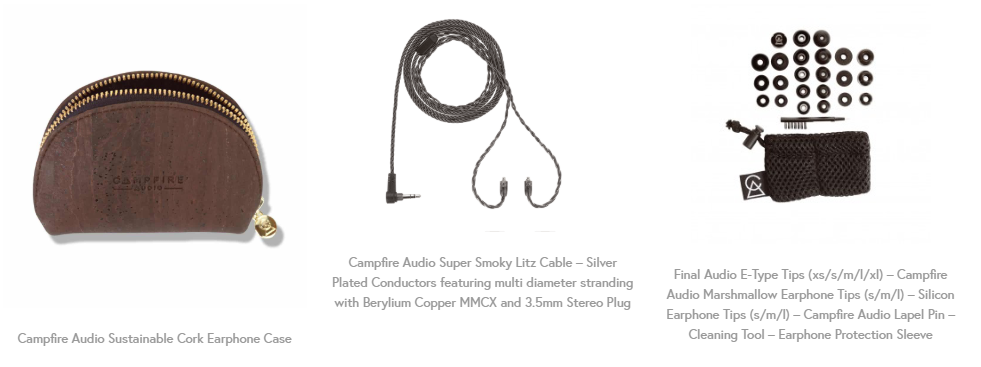 CAMPFIRE
AUDIO
Campfire Audio Sustainable Cork Earphone Case
Campfire Audio Super Smoky Litz Cable – Silver
Plated Conductors featuring multi diameter stranding
with Berylium Copper MMCX and 3.5mm Stereo Plug
Final Audio E-Type Tips (xs/s/m/l/xl) – Campfire
Audio Marshmallow Earphone Tips (s/m/l) – Silicon
Earphone Tips (s/m/l) – Campfire Audio Lapel Pin –
Cleaning Tool – Earphone Protection Sleeve